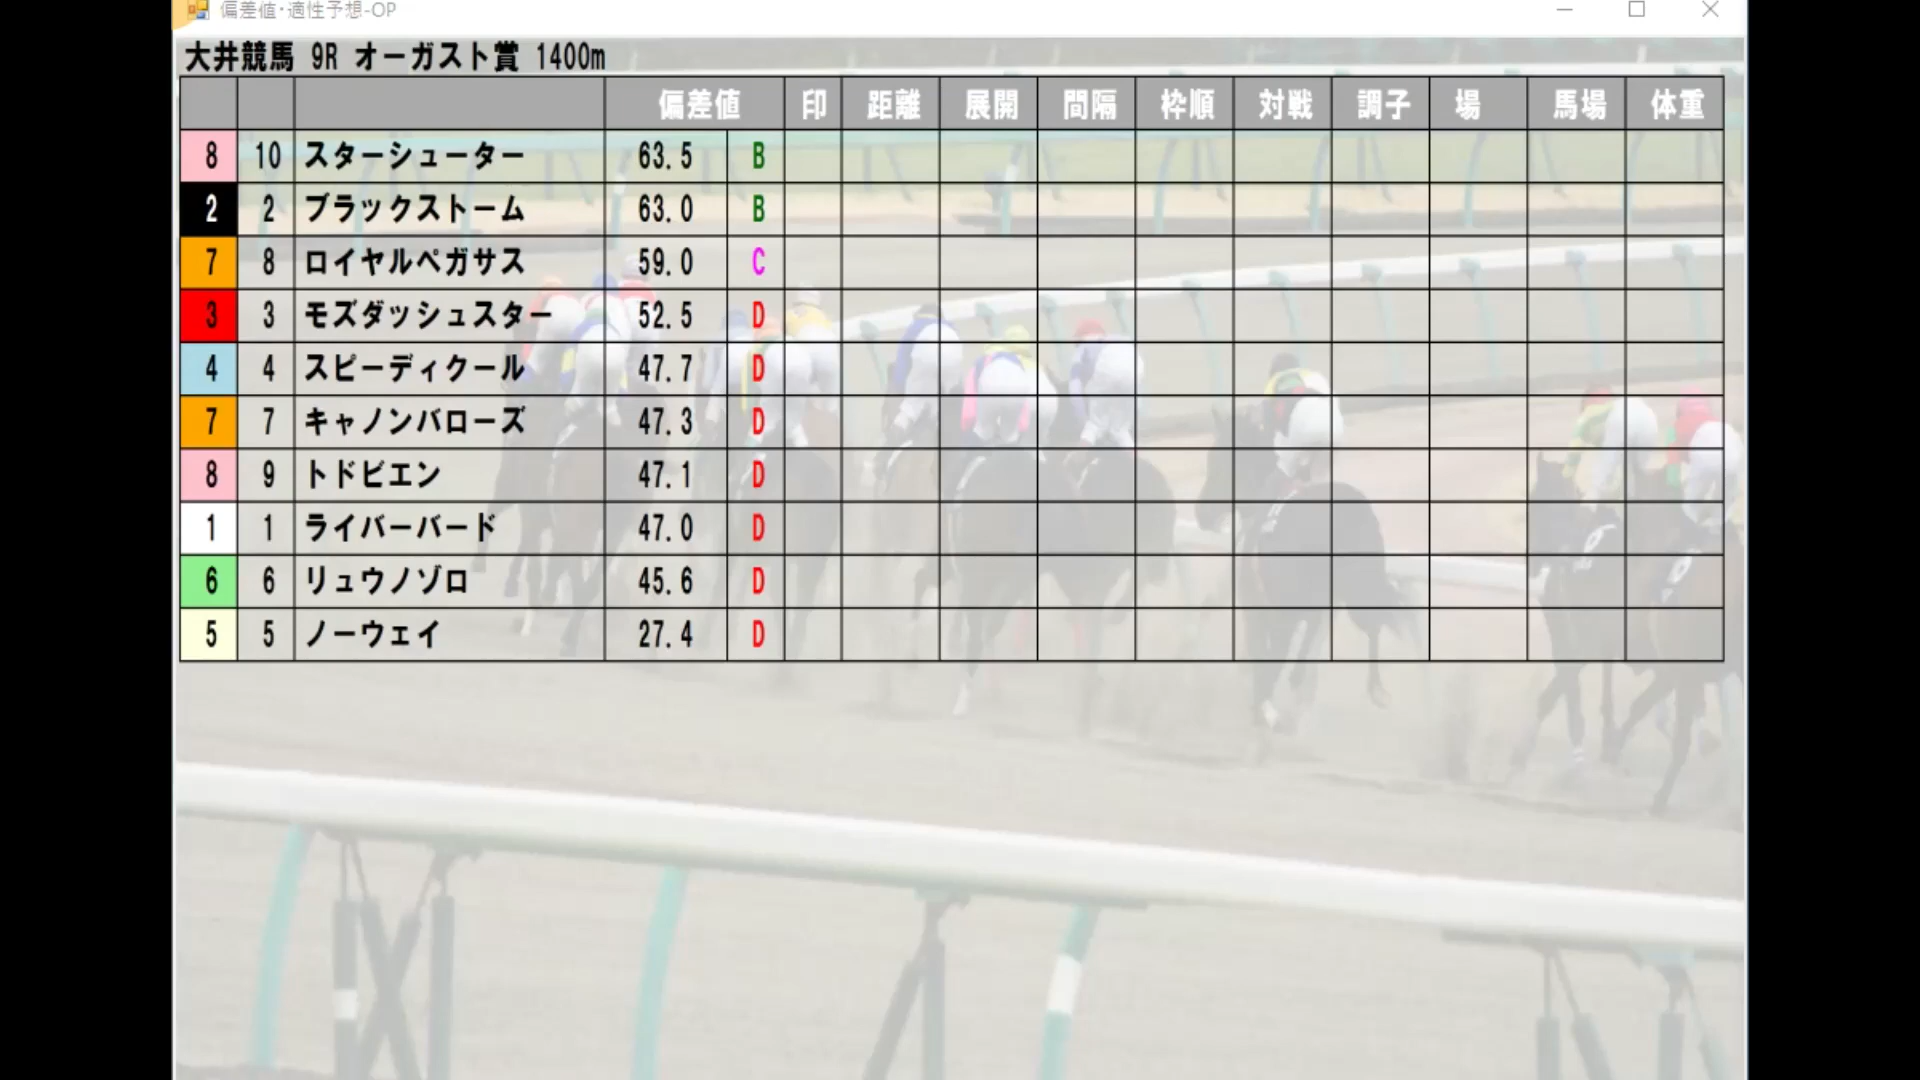 偏差値・適性予想-OP
大井競馬 9R オーガスト賞 1400m
偏差値 印 距離 展開 間隔 枠順 対戦 調子 場 馬場 体重
8 10 スターシューター 63.5 B
2 2 ブラックストーム 63.0 B
7 8 ロイヤルペガサス 59.0 C
3 3 モズダッシュスター 52.5 D
4 4 スピーディクール 47.7 D
7 7 キャノンバローズ 47.3 D
8 9 トドビエン 47.1 D
1 1 ライバーバード 47.0 D
6 6 リュウノゾロ 45.6 D
5 5 ノーウェイ 27.4 D